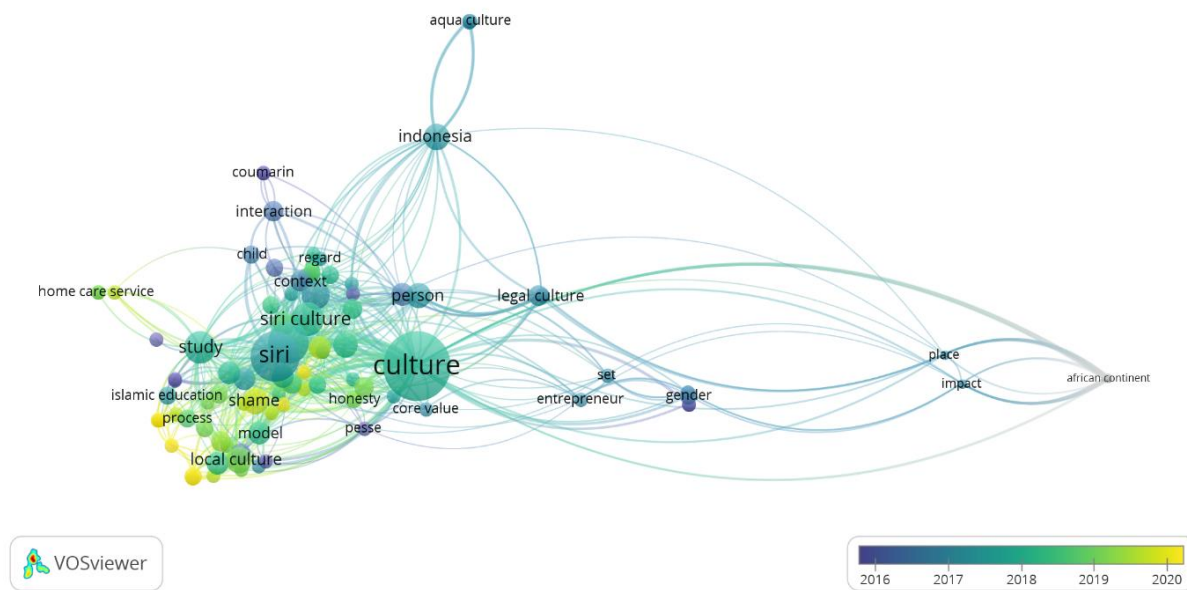 aqua culture
indonesia
coumarin
interaction
child
regard
context
home care service
person
legal culture
siri culture
study
siri
culture
place
set
impact
african continent
islamic education
shame
honesty
core value
entrepreneur
gender
process
model
pesse
local culture
VOSviewer
2016 2017 2018 2019 2020